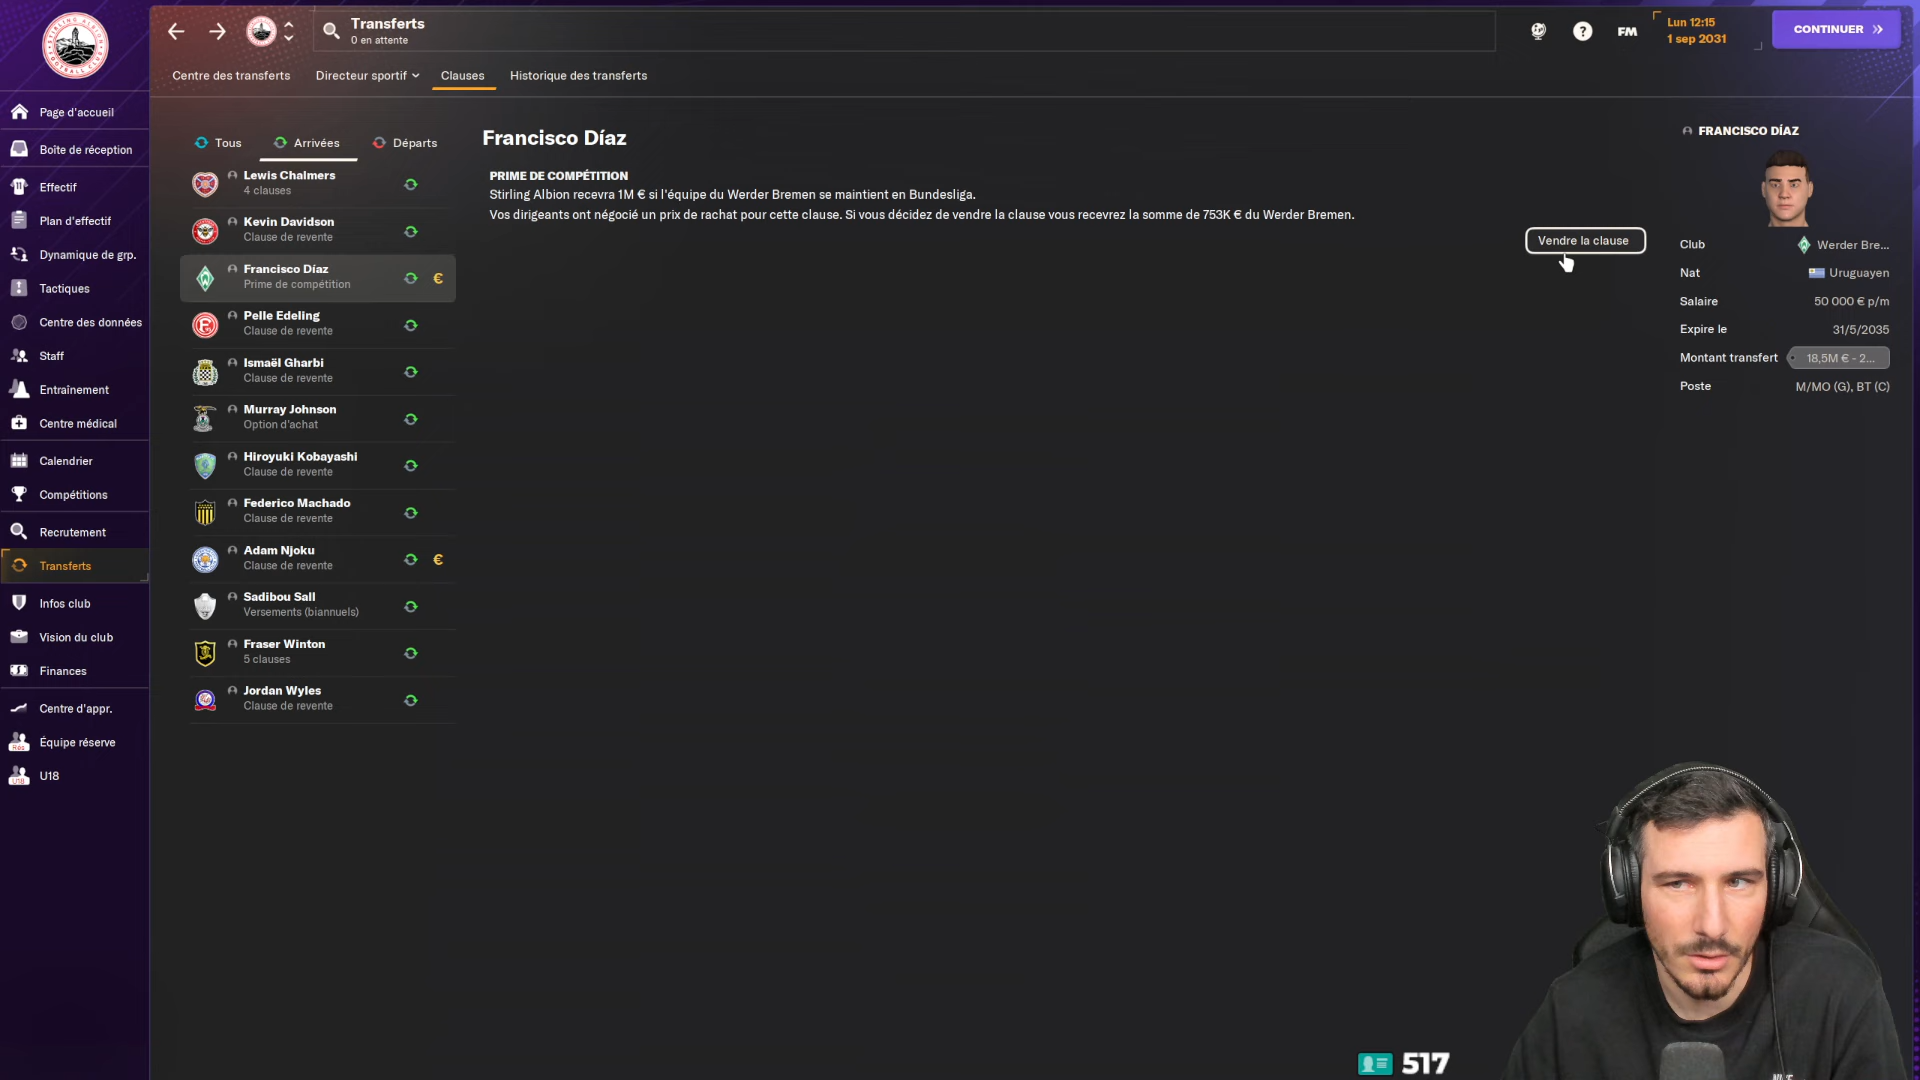 Transferts
0 en attente
FM
Lun 12:15
1 sep 2031
CONTINUER
Centre des transferts
Directeur sportif
Clauses
Historique des transferts
Page d'accueil
Boîte de réception
Effectif
Plan d'effectif
Dynamique de grp.
Tactiques
Centre des données
Staff
Entraînement
Centre médical
Calendrier
Compétitions
Recrutement
Transferts
Infos club
Vision du club
Finances
Centre d'appr.
Équipe réserve
U18
Tous
Arrivées
Départs
Lewis Chalmers
4 clauses
Kevin Davidson
Clause de revente
Francisco Díaz
Prime de compétition
€
Pelle Edeling
Clause de revente
Ismaël Gharbi
Clause de revente
Murray Johnson
Option d'achat
Hiroyuki Kobayashi
Clause de revente
Federico Machado
Clause de revente
Adam Njoku
Clause de revente
€
Sadibou Sall
Versements (biannuels)
Fraser Winton
5 clauses
Jordan Wyles
Clause de revente
Francisco Díaz
PRIME DE COMPÉTITION
Stirling Albion recevra 1M € si l'équipe du Werder Bremen se maintient en Bundesliga.
Vos dirigeants ont négocié un prix de rachat pour cette clause. Si vous décidez de vendre la clause vous recevrez la somme de 753K € du Werder Bremen.
Vendre la clause
FRANCISCO DÍAZ
Club Werder Bre...
Nat Uruguayen
Salaire 50 000 € p/m
Expire le 31/5/2035
Montant transfert 18,5M € - 2...
Poste M/MO (G), BT (C)
517